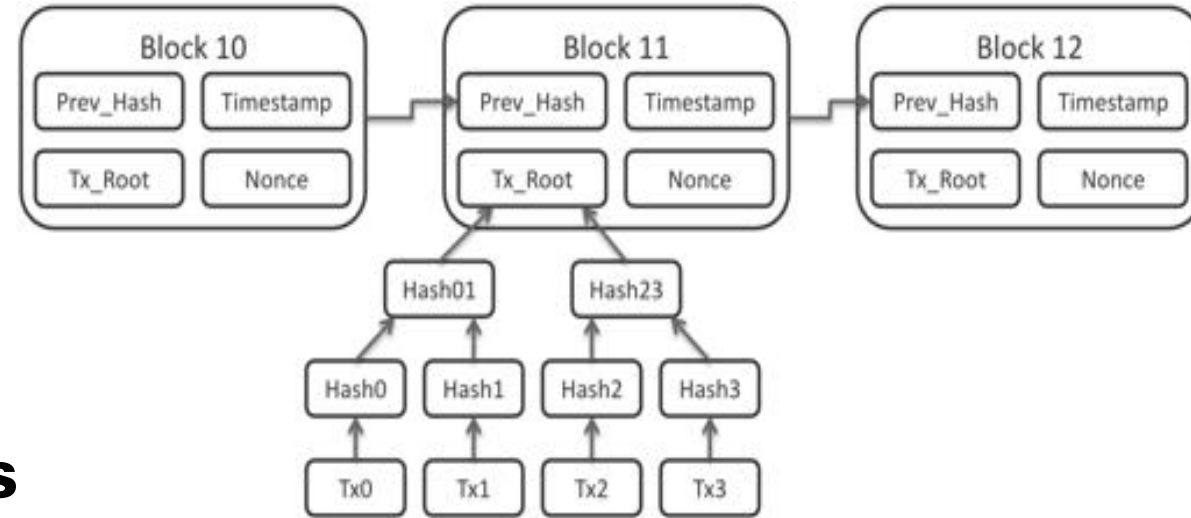 Block 10 Block 11 Block 12
Prev_Hash Timestamp Prev_Hash Timestamp Prev_Hash Timestamp
Tx_Root Nonce Tx_Root Nonce Tx_Root Nonce
Hash01 Hash23
Hash0 Hash1 Hash2 Hash3
s
Tx0 Tx1 Tx2 Tx3